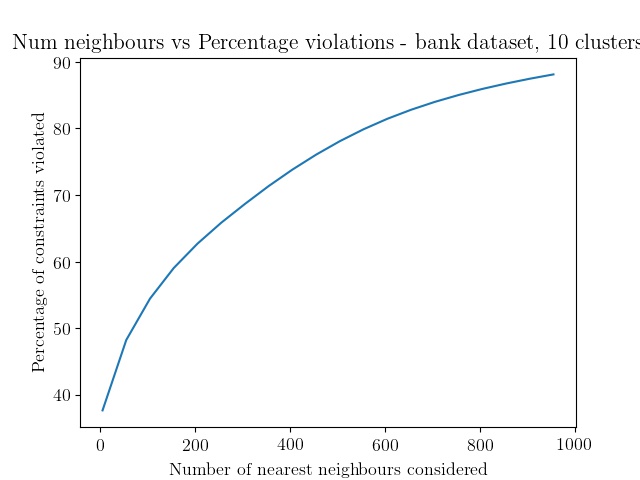 Num neighbours vs Percentage violations - bank dataset, 10 clusters
90
80
70
60
50
40
Percentage of constraints violated
0 200 400 600 800 1000
Number of nearest neighbours considered